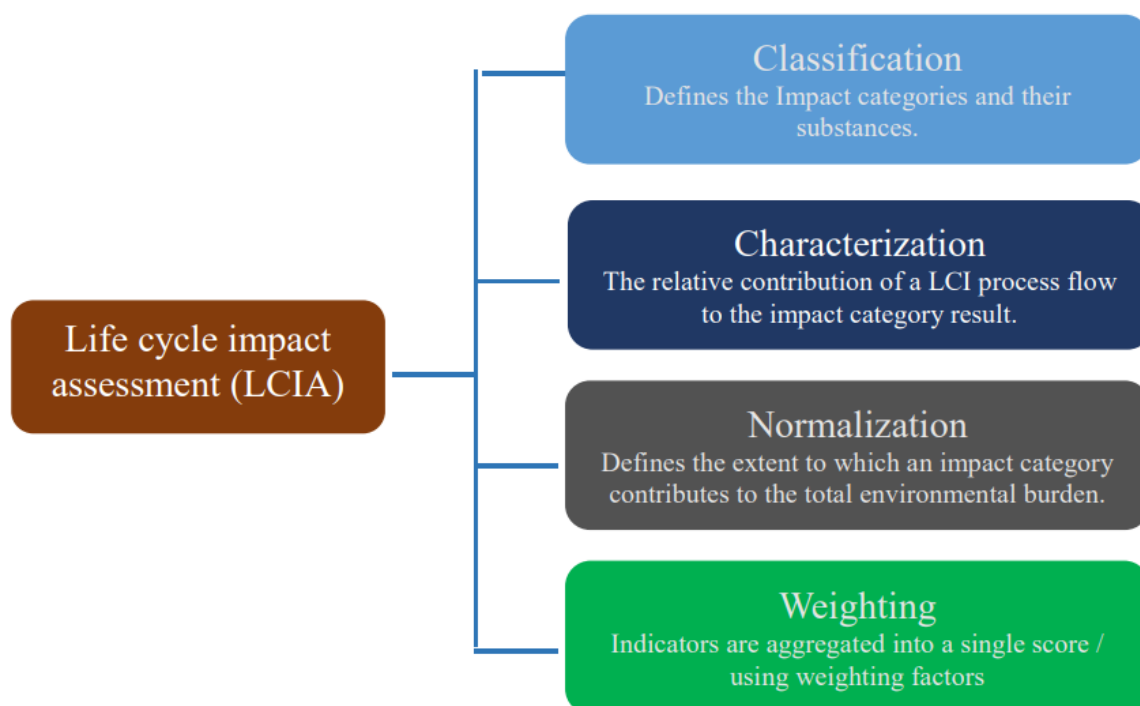 Classification
Defines the Impact categories and their
substances.
Characterization
The relative contribution of a LCI process flow
to the impact category result.
Life cycle impact
assessment (LCIA)
Normalization
Defines the extent to which an impact category
contributes to the total environmental burden.
Weighting
Indicators are aggregated into a single score /
using weighting factors